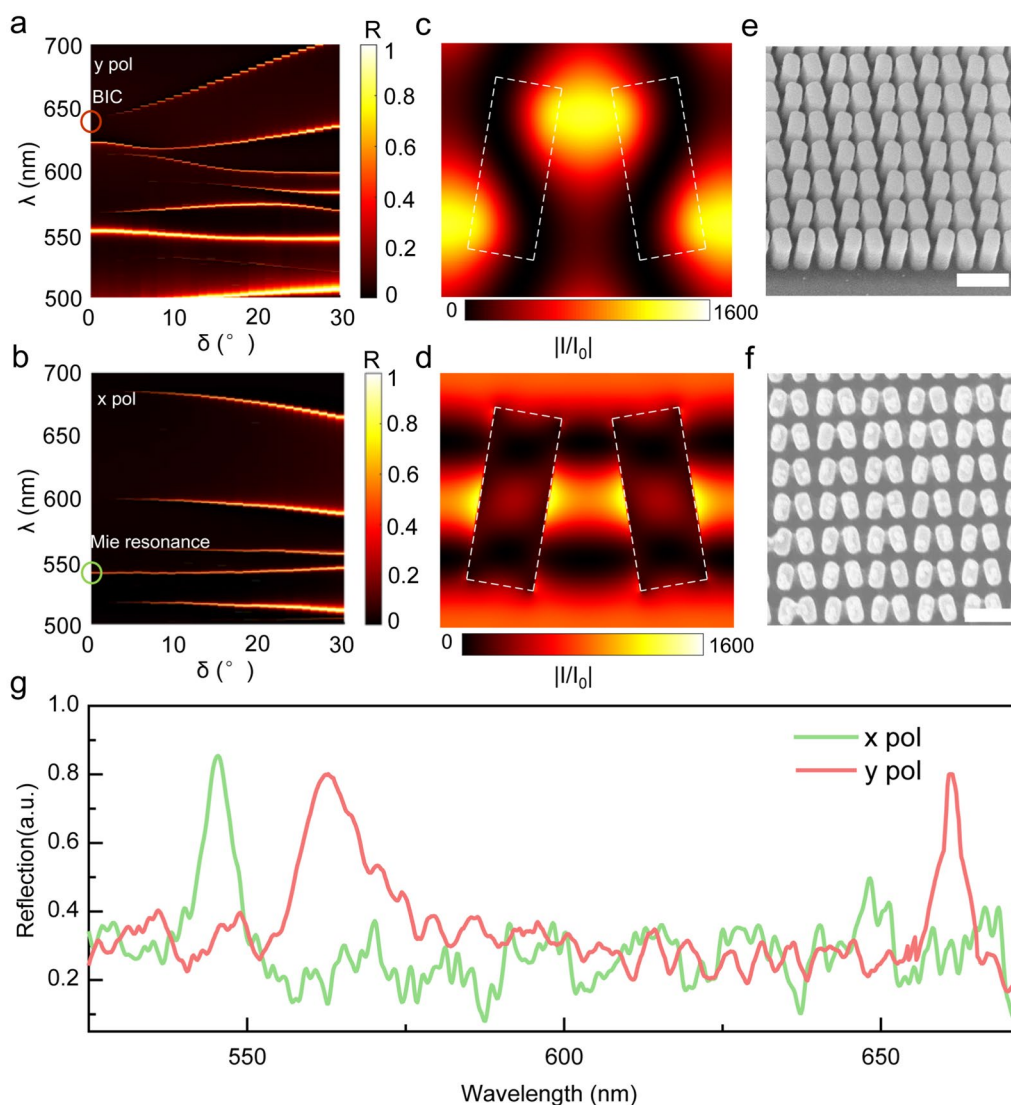 a
R
700
650
600
550
500
λ (nm)
y pol
BIC
1
0.8
0.6
0.4
0.2
0
0
10
20
30
δ (°)
c
0
1600
|I/I₀|
e
b
R
700
650
600
550
500
λ (nm)
x pol
Mie resonance
1
0.8
0.6
0.4
0.2
0
0
10
20
30
δ (°)
d
0
1600
|I/I₀|
f
g
1.0
0.8
0.6
0.4
0.2
Reflection(a.u.)
x pol
y pol
550
600
650
Wavelength (nm)